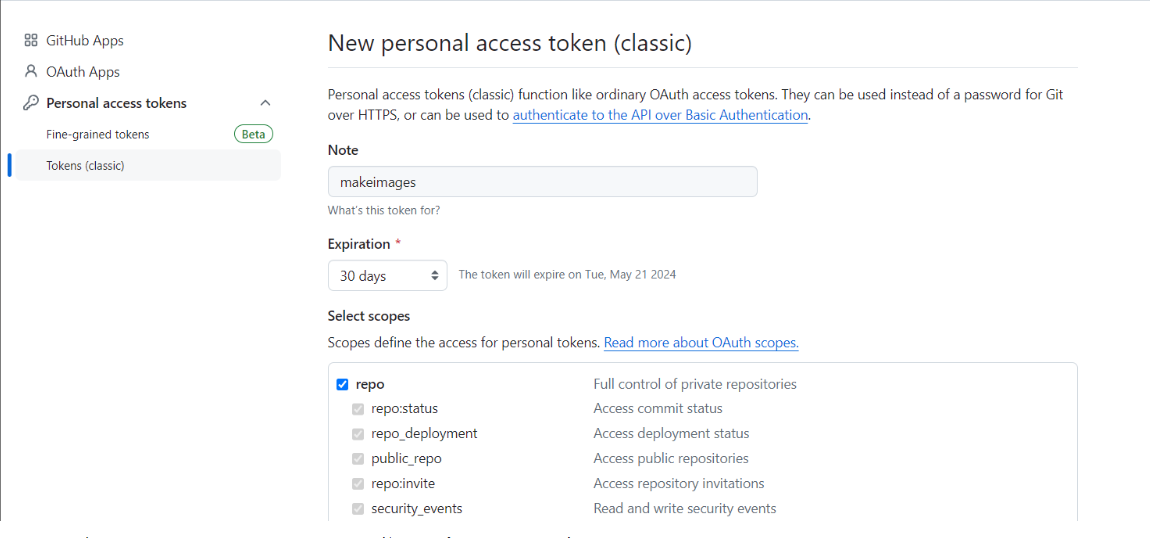 GitHub Apps
OAuth Apps
Personal access tokens
Fine-grained tokens Beta
Tokens (classic)
New personal access token (classic)
Personal access tokens (classic) function like ordinary OAuth access tokens. They can be used instead of a password for Git
over HTTPS, or can be used to authenticate to the API over Basic Authentication.
Note
makeimages
What's this token for?
Expiration *
30 days The token will expire on Tue, May 21 2024
Select scopes
Scopes define the access for personal tokens. Read more about OAuth scopes.
repo Full control of private repositories
repo:status Access commit status
repo_deployment Access deployment status
public_repo Access public repositories
repo:invite Access repository invitations
security_events Read and write security events